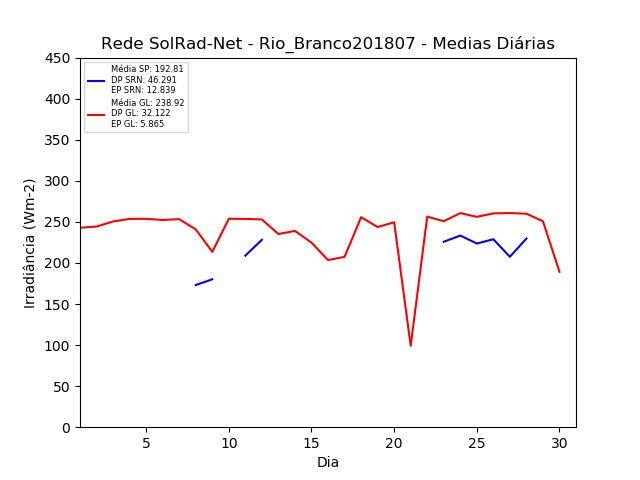 Rede SolRad-Net - Rio_Branco201807 - Medias Diárias
Média SP: 192.81
DP SRN: 46.291
EP SRN: 12.839
Média GL: 238.92
DP GL: 32.122
EP GL: 5.865
450
400
350
300
250
200
150
100
50
0
Irradiância (Wm-2)
5 10 15 20 25 30
Dia